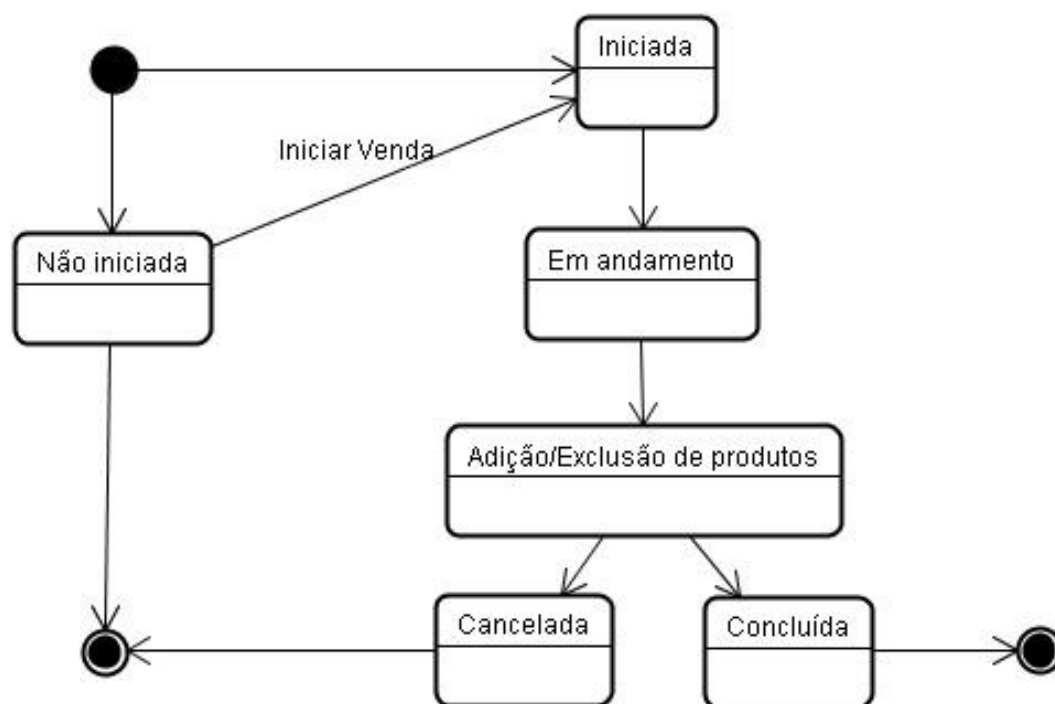 Iniciada
Iniciar Venda
Não iniciada
Em andamento
Adição/Exclusão de produtos
Cancelada
Concluída